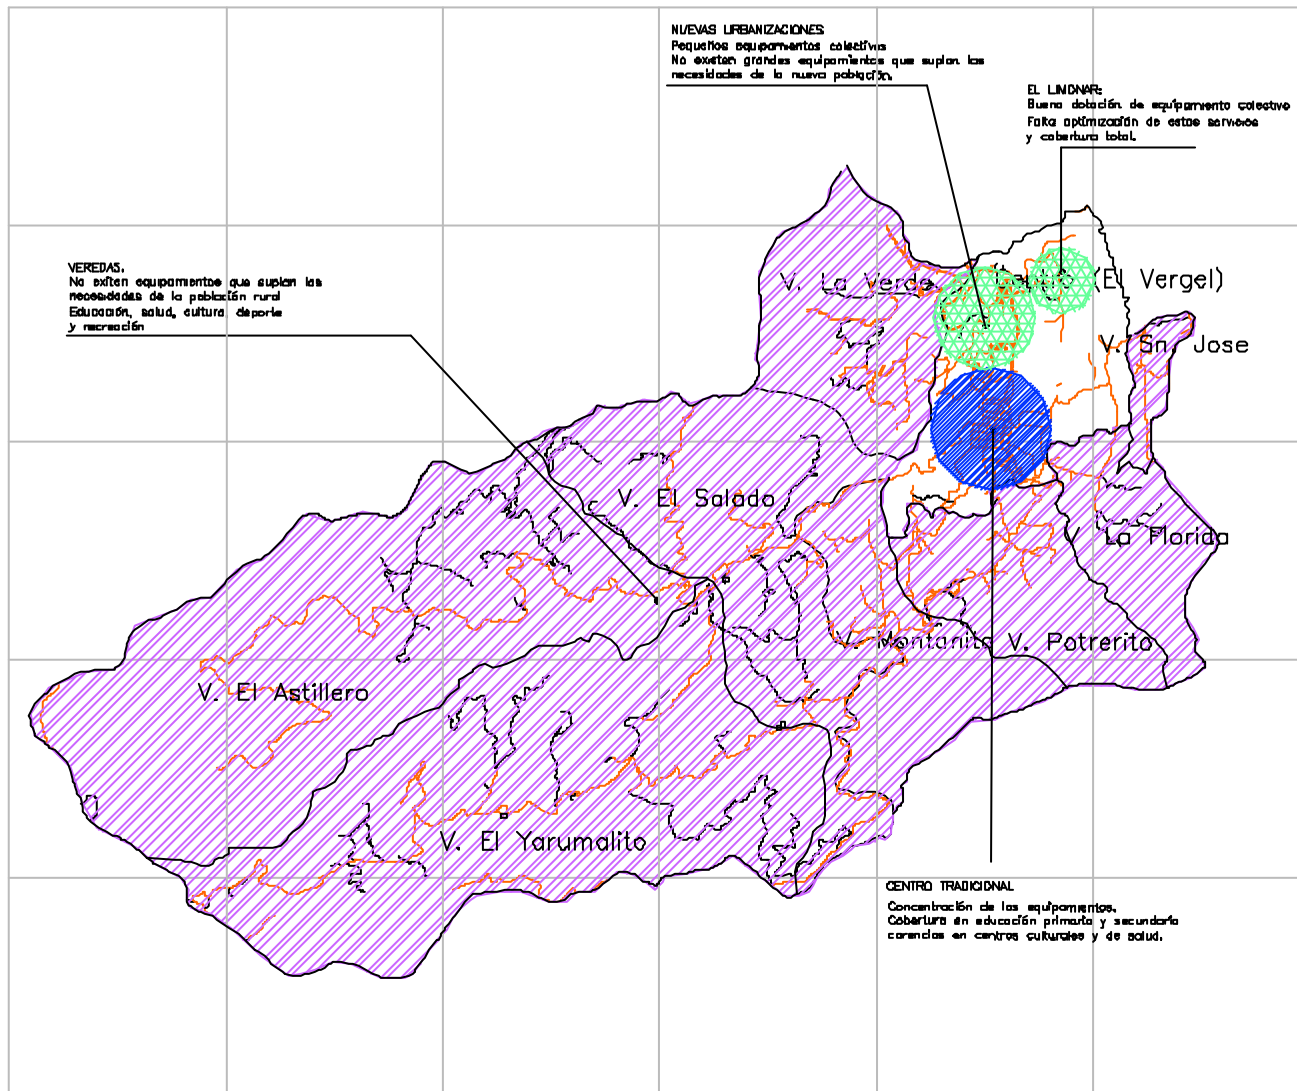 NUEVAS URBANIZACIONES
Pequeños equipamientos colectivos
No existen grandes equipamientos que suplan las
necesidades de la nueva población.
EL LIMONAR:
Buena dotación de equipamiento colectivo
Falta optimización de estos servicios
y cobertura total.
VEREDAS.
No exiten equipamientos que suplan las
necesidades de la población rural
Educación, salud, cultura, deporte
y recreación
V. La Verde
(El Vergel)
V. Sn. Jose
V. El Salado
V. La Florida
V. Montanita
V. Potrerito
V. El Astillero
V. El Yarumalito
CENTRO TRADICIONAL
Concentración de los equipamientos.
Cobertura en educación primaria y secundaria
carencias en centros culturales y de salud.